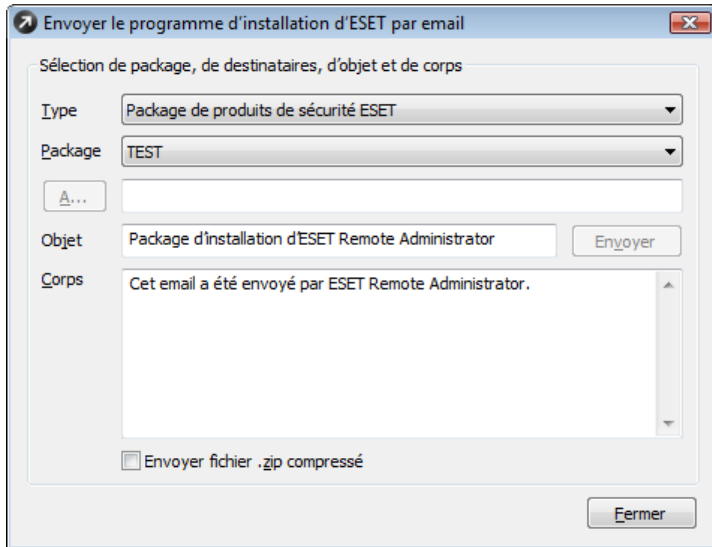 Envoyer le programme d'installation d'ESET par email
Sélection de package, de destinataires, d'objet et de corps
Type Package de produits de sécurité ESET
Package TEST
A...
Objet Package d'installation d'ESET Remote Administrator Envoyer
Corps Cet email a été envoyé par ESET Remote Administrator.
Envoyer fichier .zip compressé
Fermer